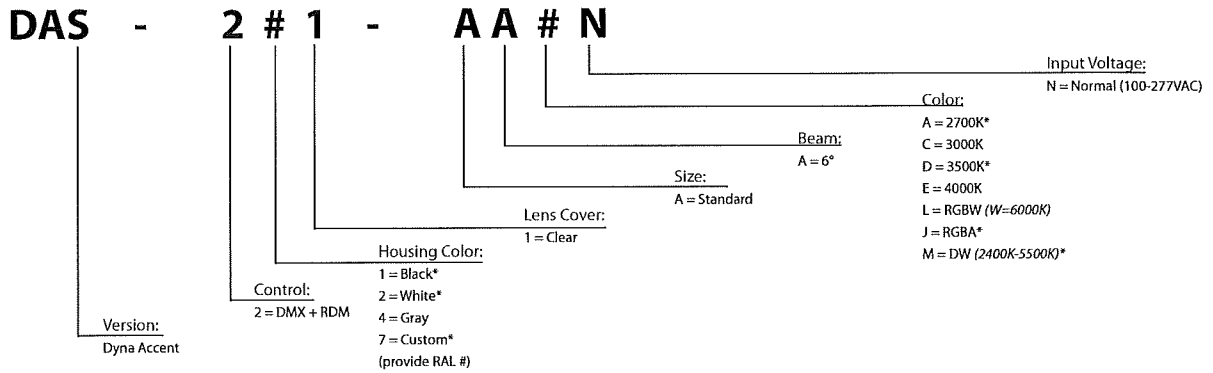 DAS - 2 # 1 - A A # N
Input Voltage:
N = Normal (100-277VAC)
Color:
A = 2700K*
C = 3000K
D = 3500K*
E = 4000K
L = RGBW (W=6000K)
J = RGBA*
M = DW (2400K-5500K)*
Beam:
A = 6°
Size:
A = Standard
Lens Cover:
1 = Clear
Housing Color:
1 = Black*
2 = White*
4 = Gray
7 = Custom*
(provide RAL #)
Control:
2 = DMX + RDM
Version:
Dyna Accent